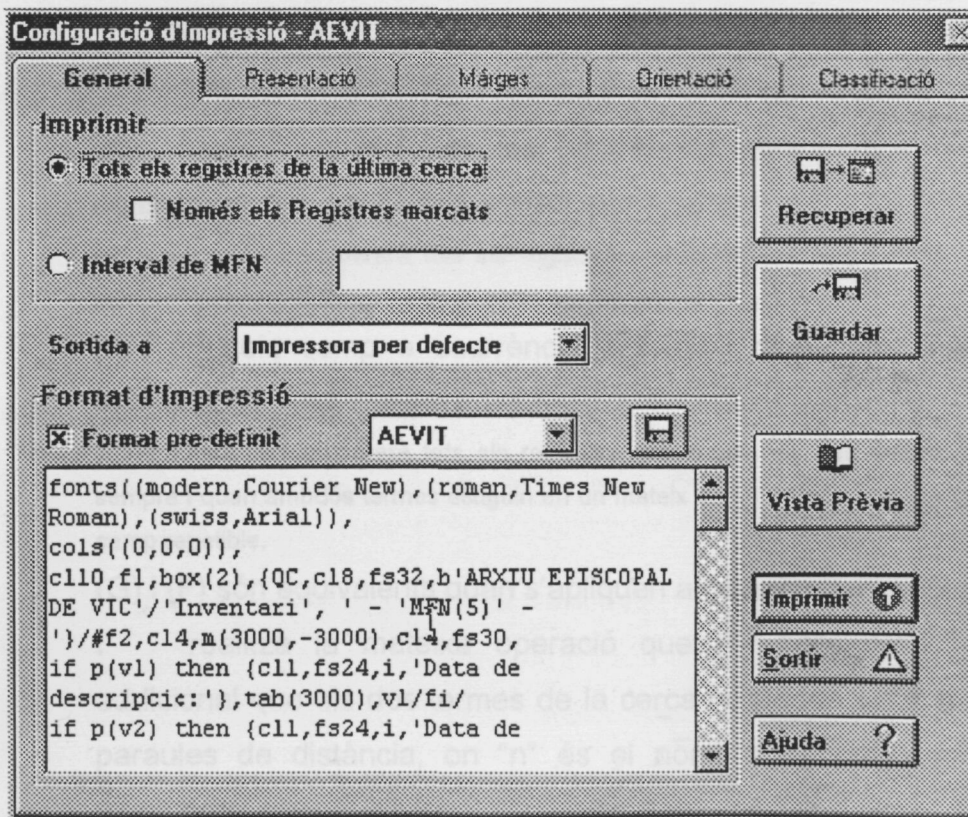 Configuració d'Impressió - AEVIT
General Presentació Márges Orientació Classificació
Imprimir
Tots els registres de la última cerca
Només els Registres marcats
Interval de MFN
Recuperar
Guardar
Sortida a Impressora per defecte
Format d'Impressió
Format pre-definit AEVIT
fonts((modern,Courier New),(roman,Times New
Roman),(swiss,Arial)),
cols((0,0,0)),
cl10,f1,box(2),{QC,cl8,fs32,b'ARXIU EPISCOPAL
DE VIC'/'Inventari', ' - 'MFN(5)' -
'}/#f2,cl4,m(3000,-3000),cl4,fs30,
if p(v1) then {cl1,fs24,i,'Data de
descripció: '}tab(3000),v1/fi/
if p(v2) then {cl1,fs24,i,'Data de
Vista Prèvia
Imprimir
Sortir
Ajuda ?